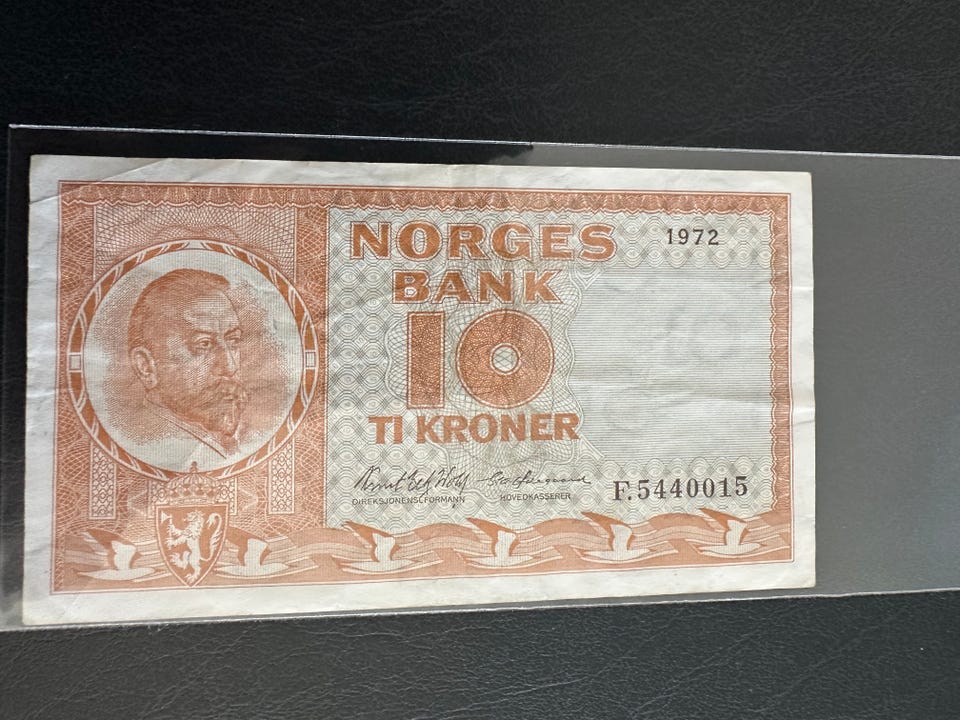 NORGES
BANK
1972
10
TI KRONER
DIREKSJONENS FORMANN
HOVEDKASSERER
F.5440015